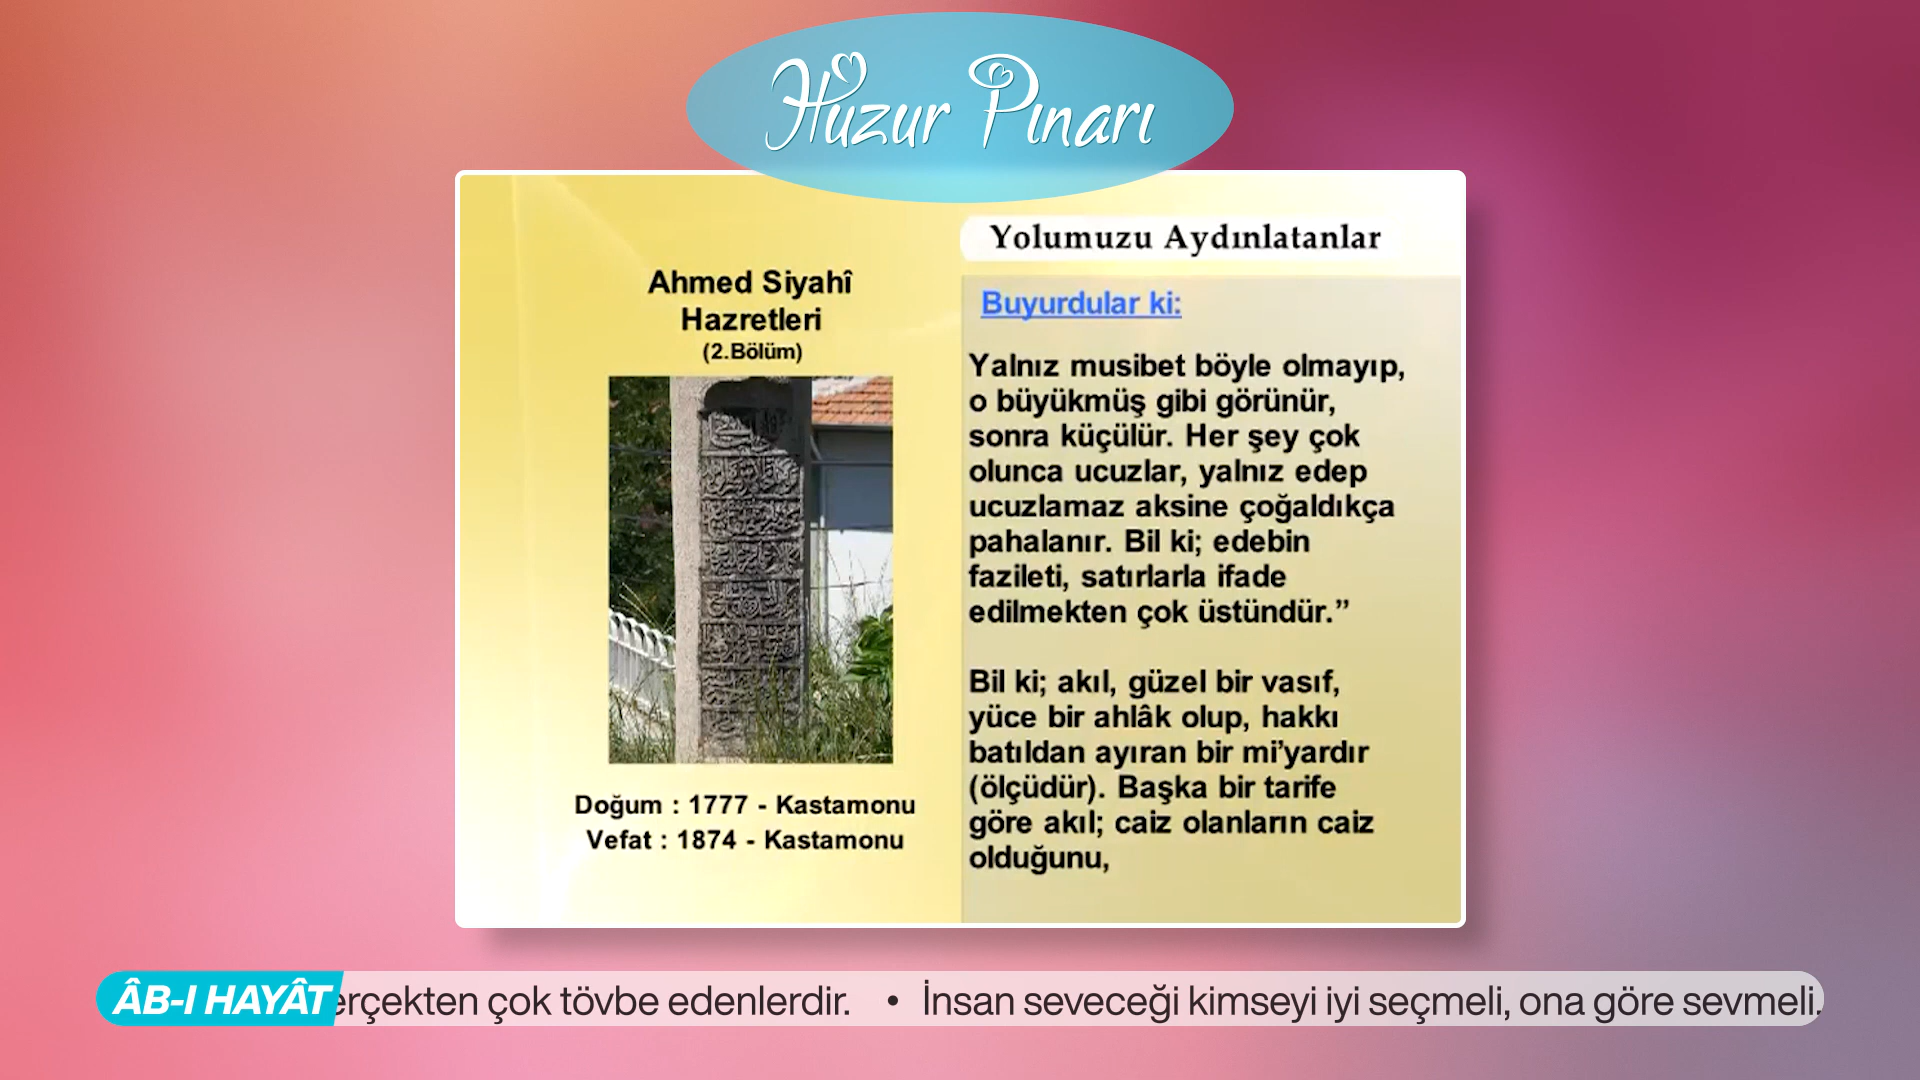 Huzur Pınarı
Yolumuzu Aydınlatanlar
Ahmed Siyahî
Hazretleri
(2.Bölüm)
Doğum : 1777 - Kastamonu
Vefat : 1874 - Kastamonu
Buyurdular ki:
Yalnız musibet böyle olmayıp,
o büyükmüş gibi görünür,
sonra küçülür. Her şey çok
olunca ucuzlar, yalnız edep
ucuzlamaz aksine çoğaldıkça
pahalanır. Bil ki; edebin
fazileti, satırlarla ifade
edilmekten çok üstündür.”
Bil ki; akıl, güzel bir vasıf,
yüce bir ahlâk olup, hakkı
batıldan ayıran bir mi’yardır
(ölçüdür). Başka bir tarife
göre akıl; caiz olanların caiz
olduğunu,
ÂB-I HAYÂT
erçekten çok tövbe edenlerdir. • İnsan seveceği kimseyi iyi seçmeli, ona göre sevmeli.